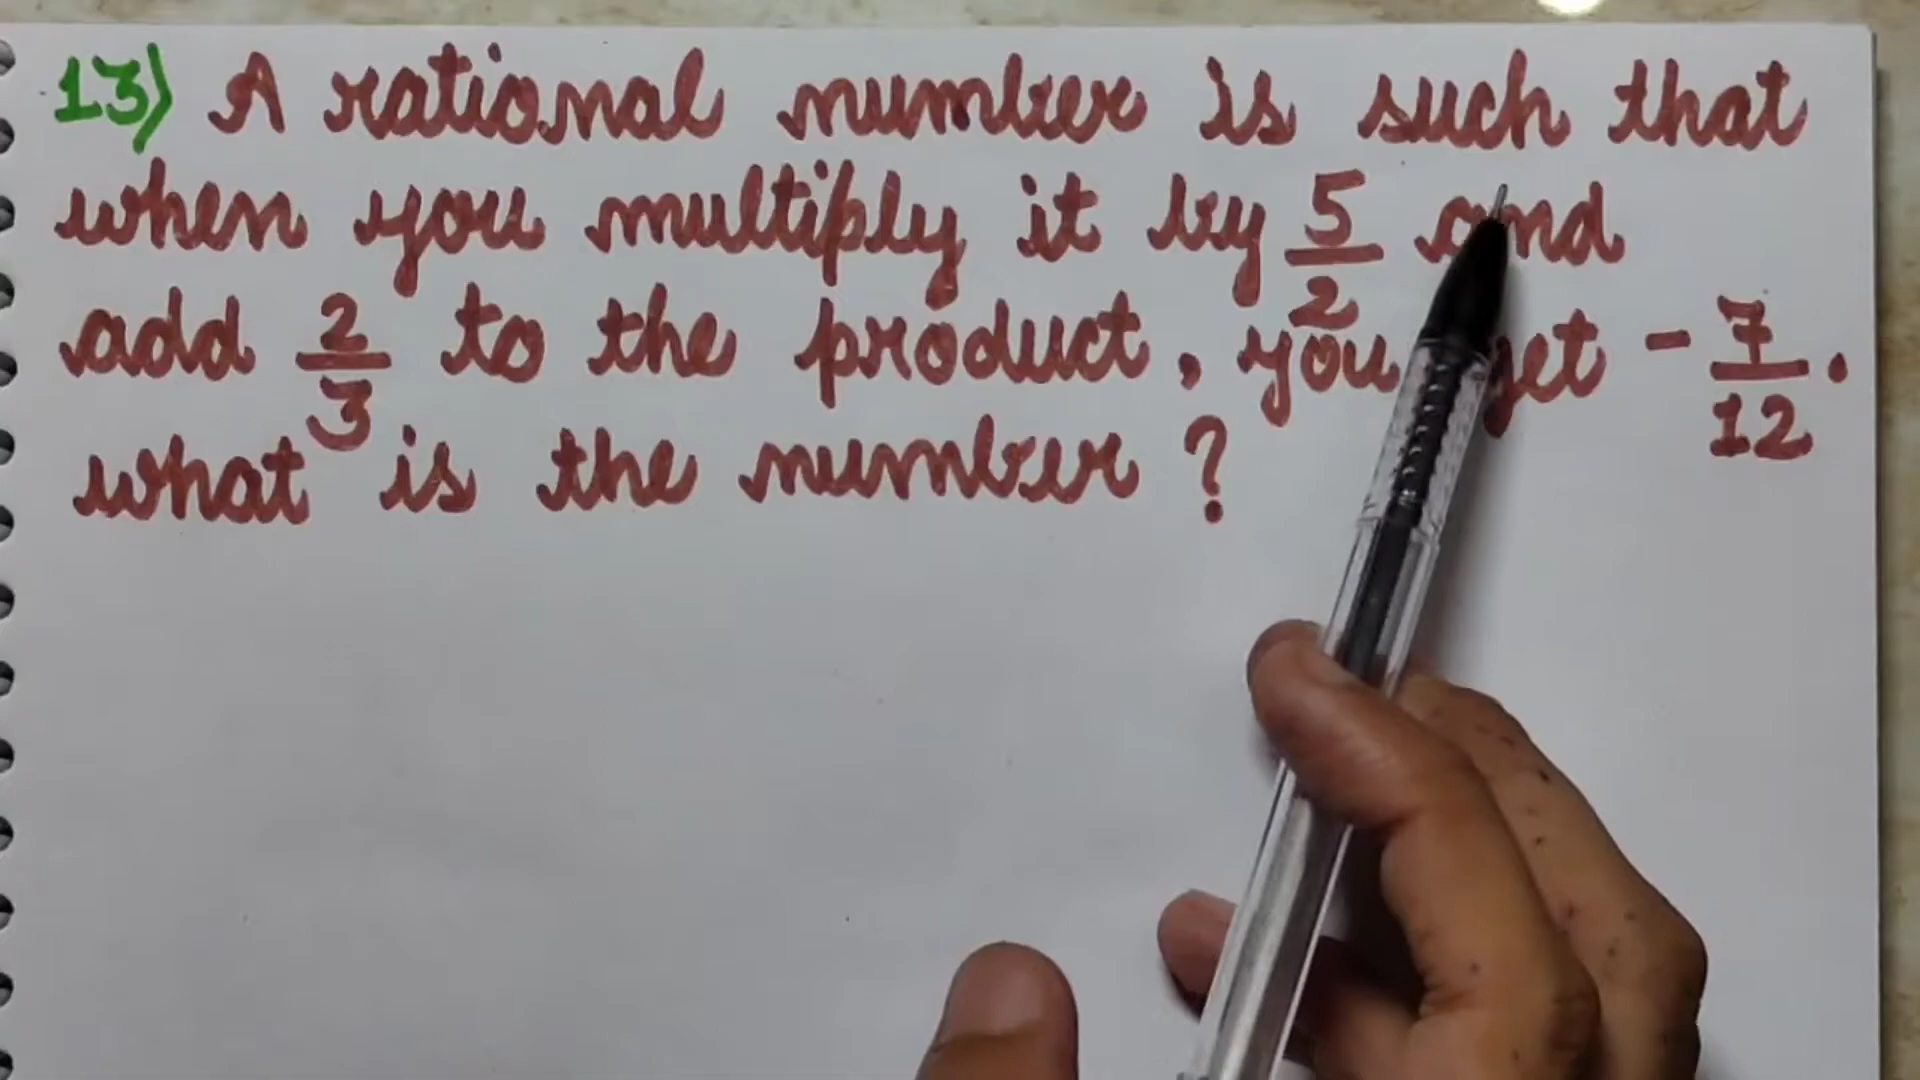 13) A rational number is such that
when you multiply it by 5/2 and
add 2/3 to the product, you get - 7/12.
what is the number?